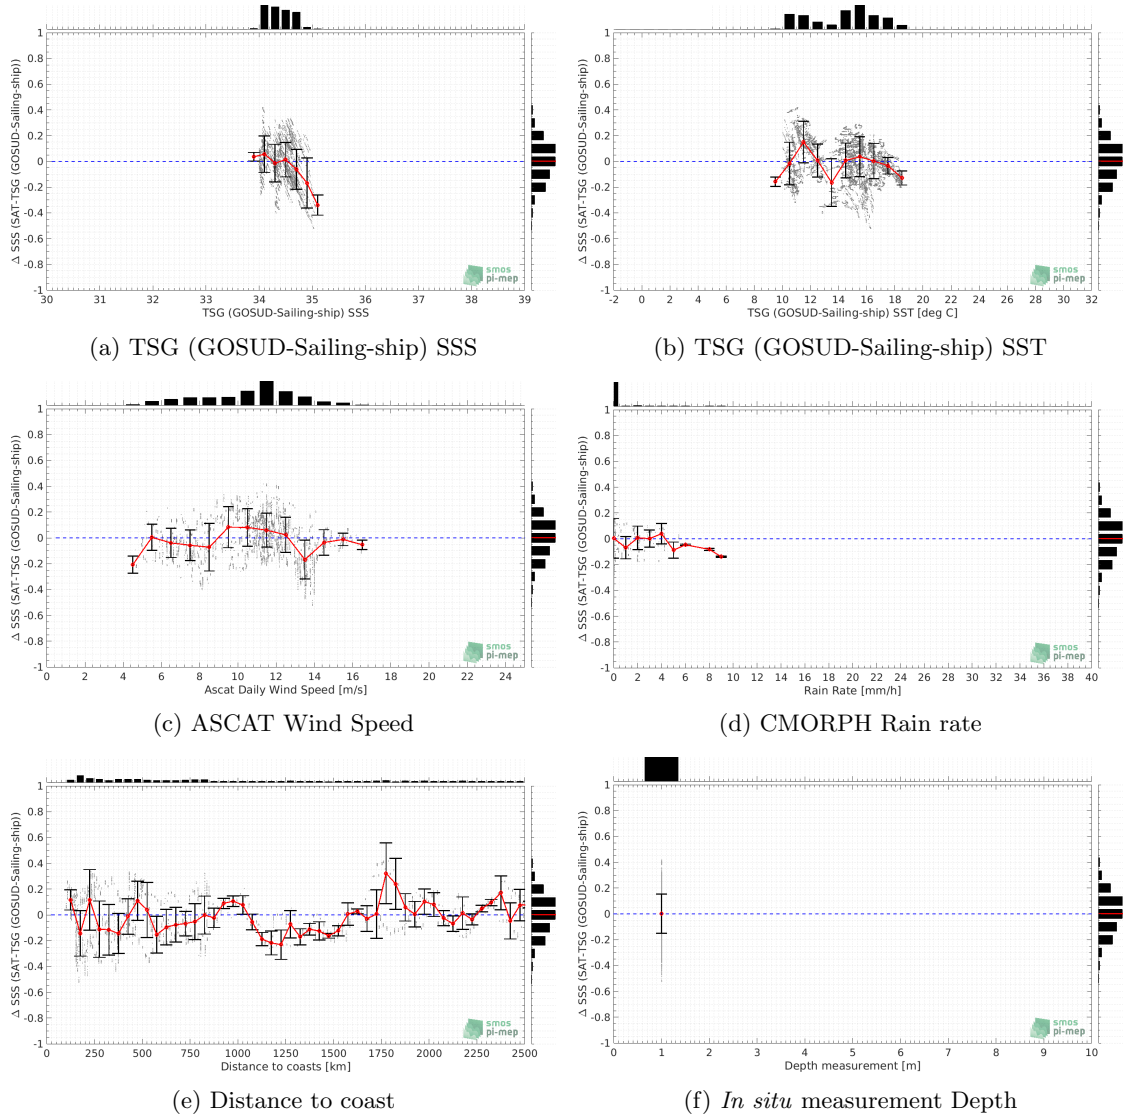 1
0.8
0.6
0.4
0.2
0
-0.2
-0.4
-0.6
-0.8
-1
Δ SSS (SAT-TSG (GOSUD-Sailing-ship))
30 31 32 33 34 35 36 37 38 39
TSG (GOSUD-Sailing-ship) SSS
smos
pi-mep
(a) TSG (GOSUD-Sailing-ship) SSS
1
0.8
0.6
0.4
0.2
0
-0.2
-0.4
-0.6
-0.8
-1
Δ SSS (SAT-TSG (GOSUD-Sailing-ship))
-2 0 2 4 6 8 10 12 14 16 18 20 22 24 26 28 30 32
TSG (GOSUD-Sailing-ship) SST [deg C]
smos
pi-mep
(b) TSG (GOSUD-Sailing-ship) SST
1
0.8
0.6
0.4
0.2
0
-0.2
-0.4
-0.6
-0.8
-1
Δ SSS (SAT-TSG (GOSUD-Sailing-ship))
0 2 4 6 8 10 12 14 16 18 20 22 24
Ascat Daily Wind Speed [m/s]
smos
pi-mep
(c) ASCAT Wind Speed
1
0.8
0.6
0.4
0.2
0
-0.2
-0.4
-0.6
-0.8
-1
Δ SSS (SAT-TSG (GOSUD-Sailing-ship))
0 2 4 6 8 10 12 14 16 18 20 22 24 26 28 30 32 34 36 38 40
Rain Rate [mm/h]
smos
pi-mep
(d) CMORPH Rain rate
1
0.8
0.6
0.4
0.2
0
-0.2
-0.4
-0.6
-0.8
-1
Δ SSS (SAT-TSG (GOSUD-Sailing-ship))
0 250 500 750 1000 1250 1500 1750 2000 2250 2500
Distance to coasts [km]
smos
pi-mep
(e) Distance to coast
1
0.8
0.6
0.4
0.2
0
-0.2
-0.4
-0.6
-0.8
-1
Δ SSS (SAT-TSG (GOSUD-Sailing-ship))
0 1 2 3 4 5 6 7 8 9 10
Depth measurement [m]
smos
pi-mep
(f) In situ measurement Depth